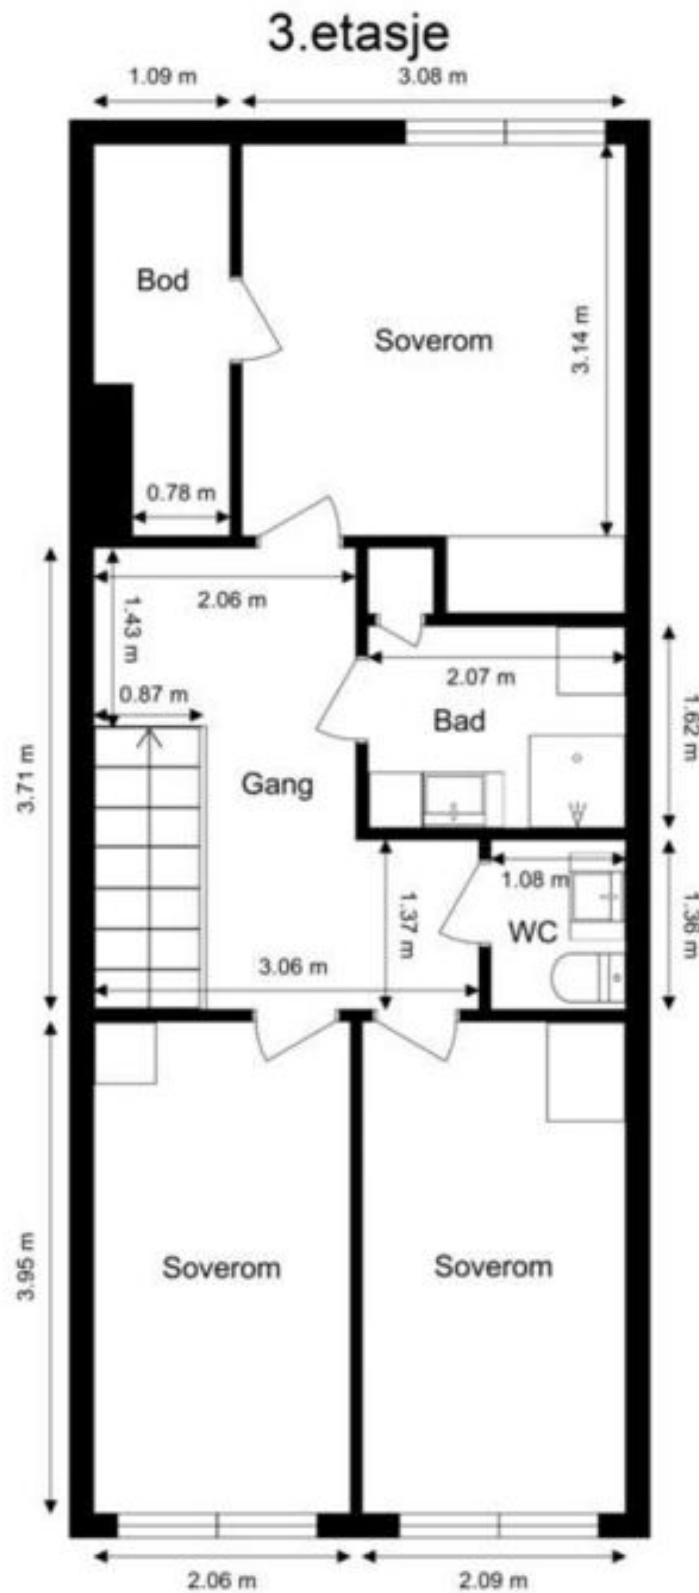 3.etasje
1.09 m
3.08 m
Bod
Soverom
3.14 m
0.78 m
2.06 m
1.43 m
0.87 m
2.07 m
Bad
1.62 m
Gang
3.71 m
1.37 m
1.08 m
WC
1.36 m
3.06 m
3.95 m
Soverom
Soverom
2.06 m
2.09 m